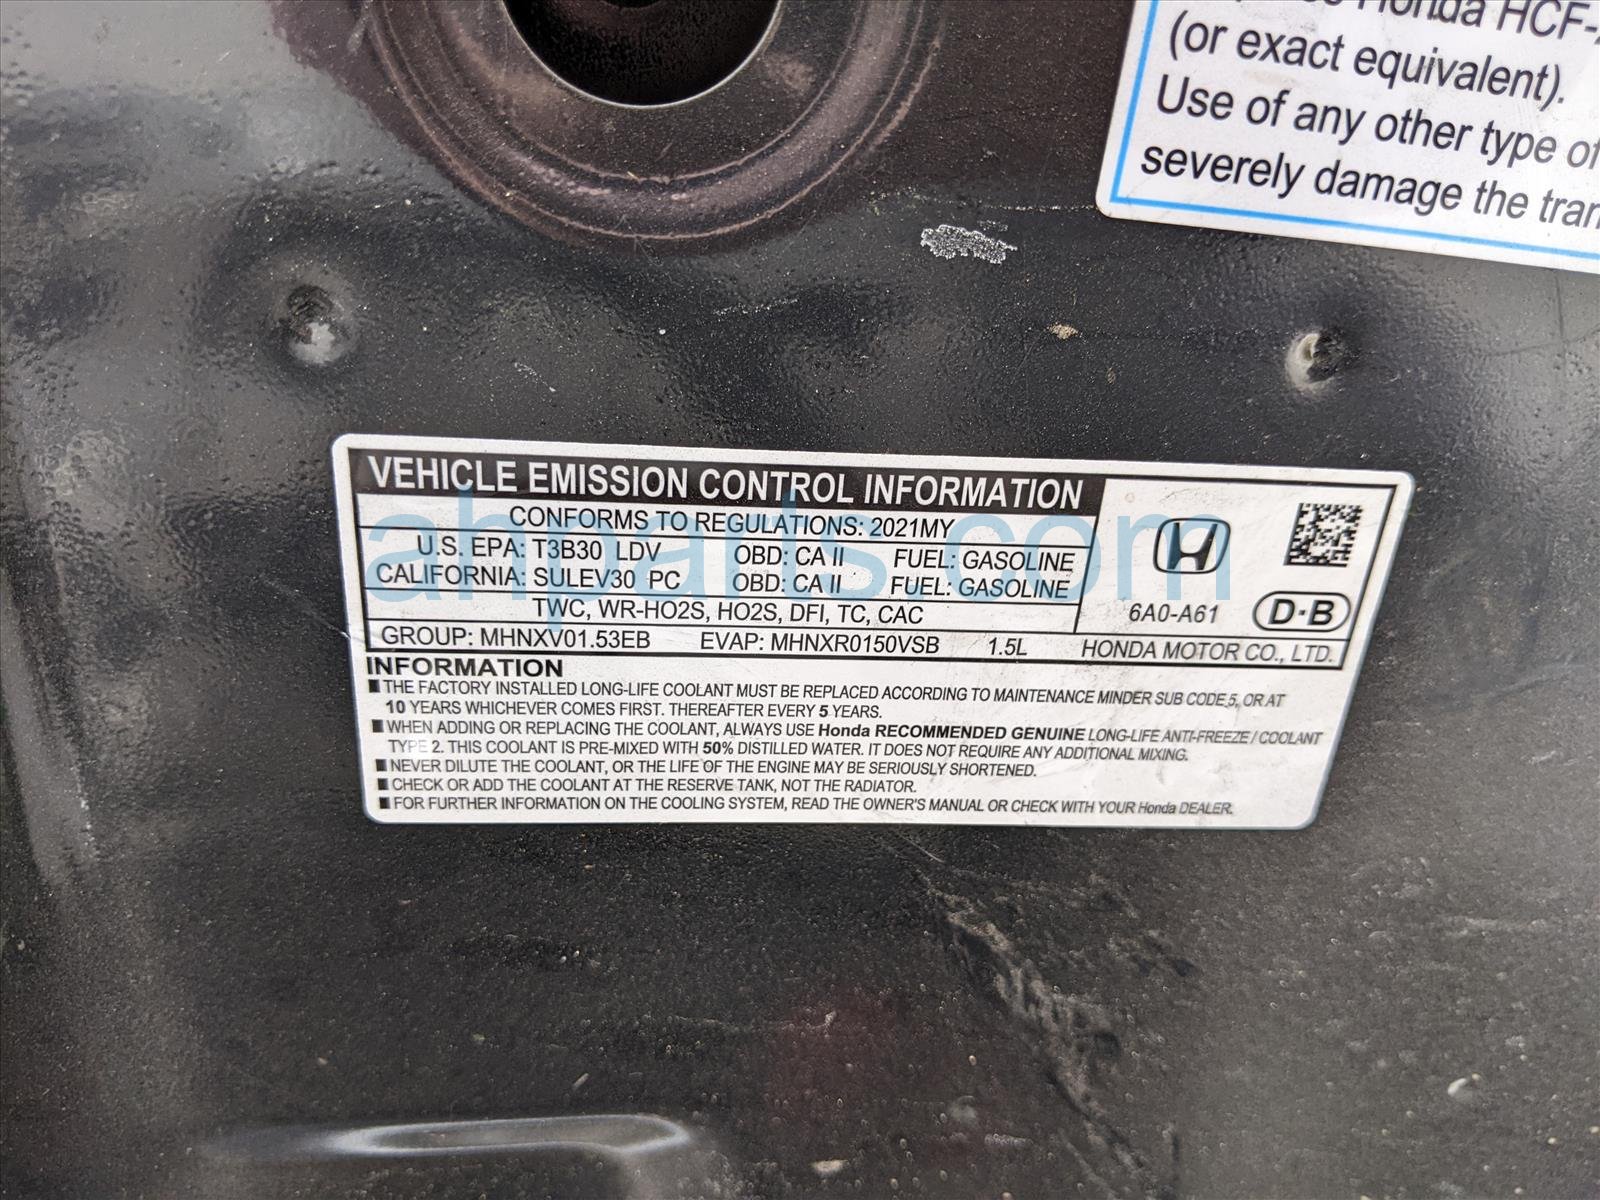 Honda HCF-
(or exact equivalent).
Use of any other type of
severely damage the tran
VEHICLE EMISSION CONTROL INFORMATION
CONFORMS TO REGULATIONS: 2021MY
U.S. EPA: T3B30 LDV OBD: CA II FUEL: GASOLINE
CALIFORNIA: SULEV30 PC OBD: CA II FUEL: GASOLINE
TWC, WR-HO2S, HO2S, DFI, TC, CAC
6A0-A61 D·B
GROUP: MHNXV01.53EB EVAP: MHNXR0150VSB 1.5L HONDA MOTOR CO., LTD.
INFORMATION
■ THE FACTORY INSTALLED LONG-LIFE COOLANT MUST BE REPLACED ACCORDING TO MAINTENANCE MINDER SUB CODE 5, OR AT
10 YEARS WHICHEVER COMES FIRST. THEREAFTER EVERY 5 YEARS.
■ WHEN ADDING OR REPLACING THE COOLANT, ALWAYS USE Honda RECOMMENDED GENUINE LONG-LIFE ANTI-FREEZE / COOLANT
TYPE 2. THIS COOLANT IS PRE-MIXED WITH 50% DISTILLED WATER. IT DOES NOT REQUIRE ANY ADDITIONAL MIXING.
■ NEVER DILUTE THE COOLANT, OR THE LIFE OF THE ENGINE MAY BE SERIOUSLY SHORTENED.
■ CHECK OR ADD THE COOLANT AT THE RESERVE TANK, NOT THE RADIATOR.
■ FOR FURTHER INFORMATION ON THE COOLING SYSTEM, READ THE OWNER'S MANUAL OR CHECK WITH YOUR Honda DEALER.
ahparts.com